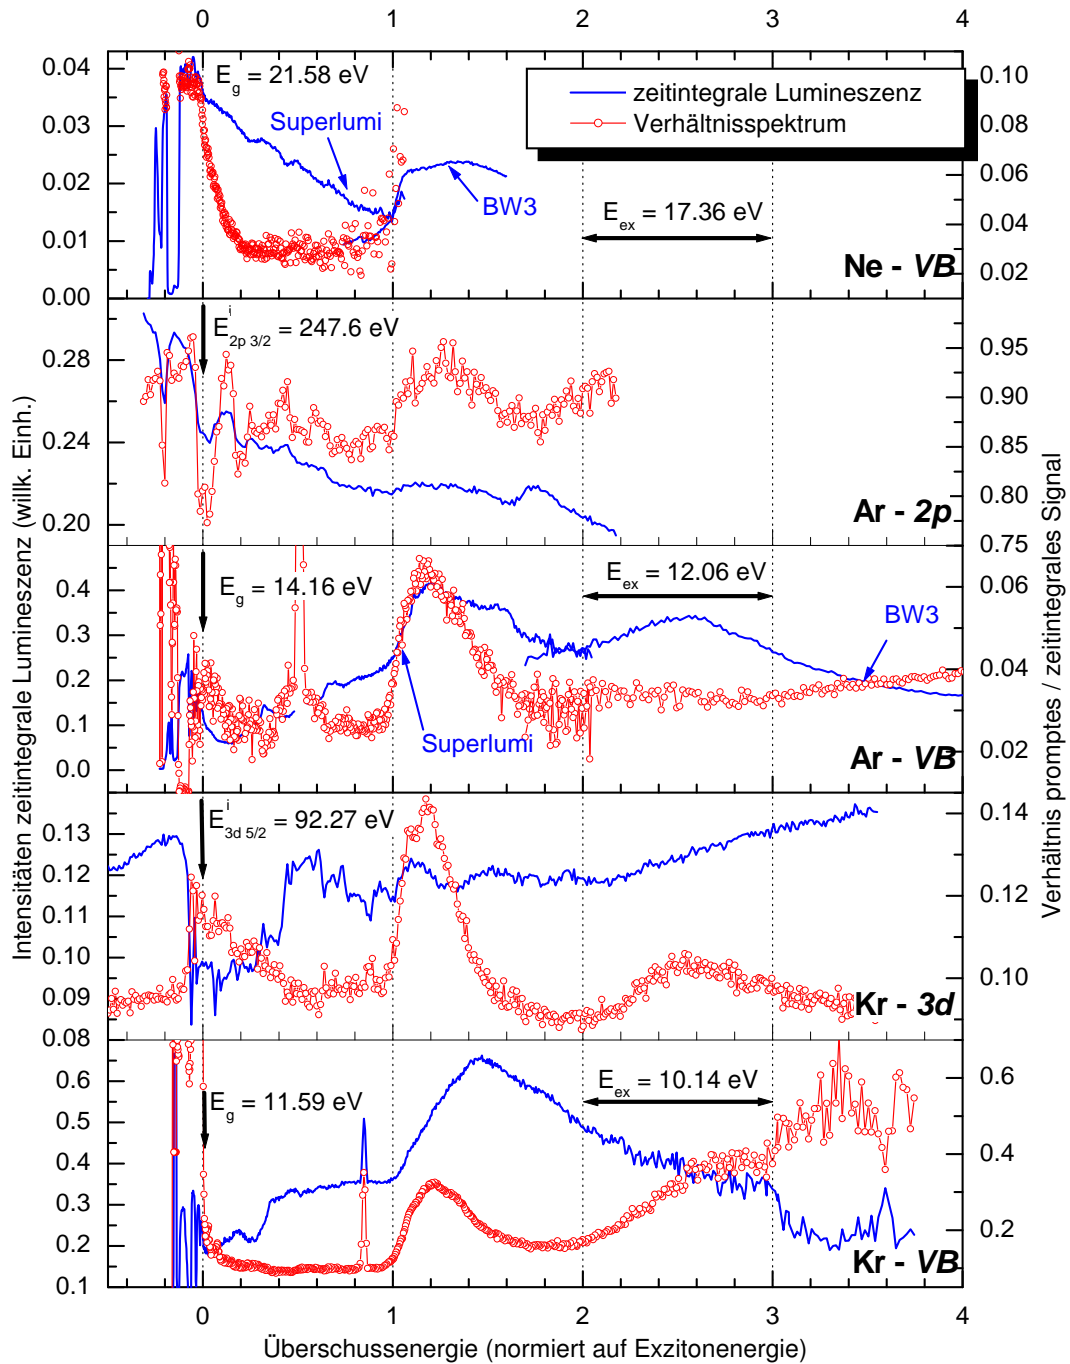 0 1 2 3 4
E_g = 21.58 eV
zeitintegrale Lumineszenz
Verhältnisspektrum
Superlumi
BW3
E_ex = 17.36 eV
Ne - VB
0.04
0.03
0.02
0.01
0.00
0.10
0.08
0.06
0.04
0.02
E^i_2p 3/2 = 247.6 eV
Ar - 2p
0.28
0.24
0.20
0.95
0.90
0.85
0.80
0.75
E_g = 14.16 eV
E_ex = 12.06 eV
BW3
Superlumi
Ar - VB
0.4
0.3
0.2
0.1
0.0
0.06
0.04
0.02
E^i_3d 5/2 = 92.27 eV
Kr - 3d
0.13
0.12
0.11
0.10
0.09
0.08
0.14
0.12
0.10
E_g = 11.59 eV
E_ex = 10.14 eV
Kr - VB
0.6
0.5
0.4
0.3
0.2
0.1
0.6
0.4
0.2
0 1 2 3 4
Überschussenergie (normiert auf Exzitonenergie)
Intensitäten zeitintegrale Lumineszenz (willk. Einh.)
Verhältnis promptes / zeitintegrales Signal